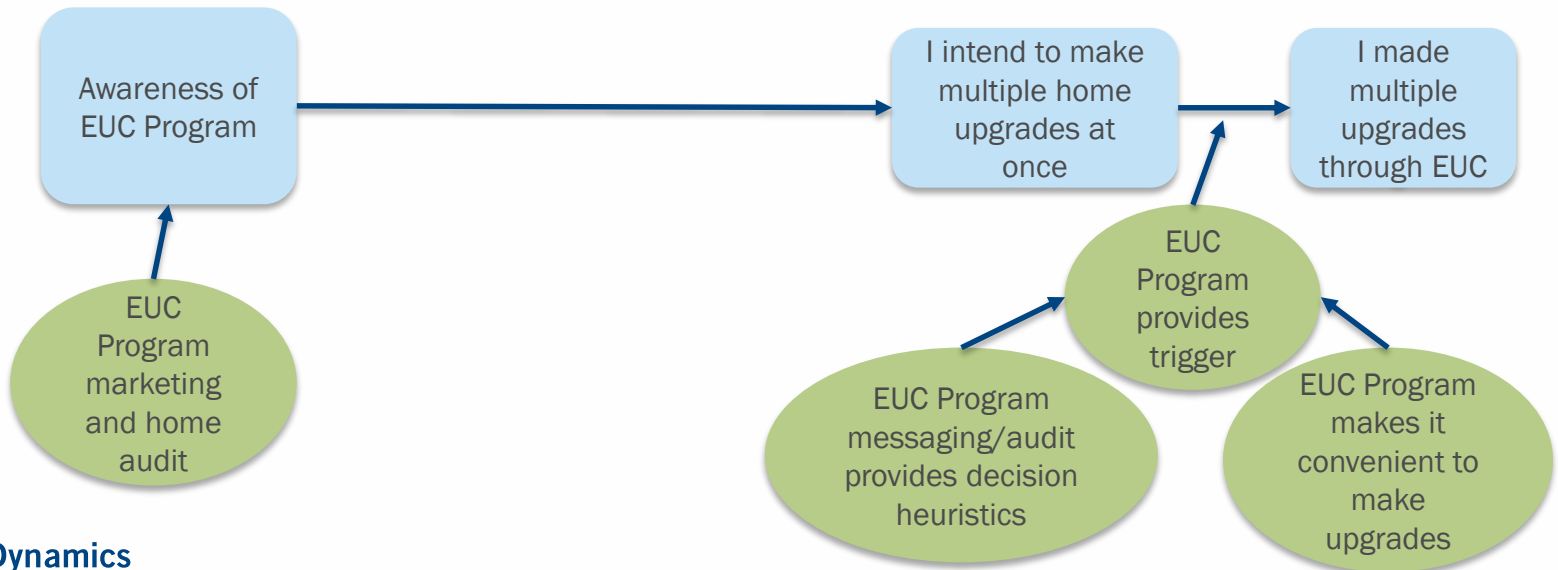 Awareness of
EUC Program
I intend to make
multiple home
upgrades at
once
I made
multiple
upgrades
through EUC
EUC
Program
marketing
and home
audit
EUC
Program
provides
trigger
EUC Program
messaging/audit
provides decision
heuristics
EUC Program
makes it
convenient to
make
upgrades
Dynamics